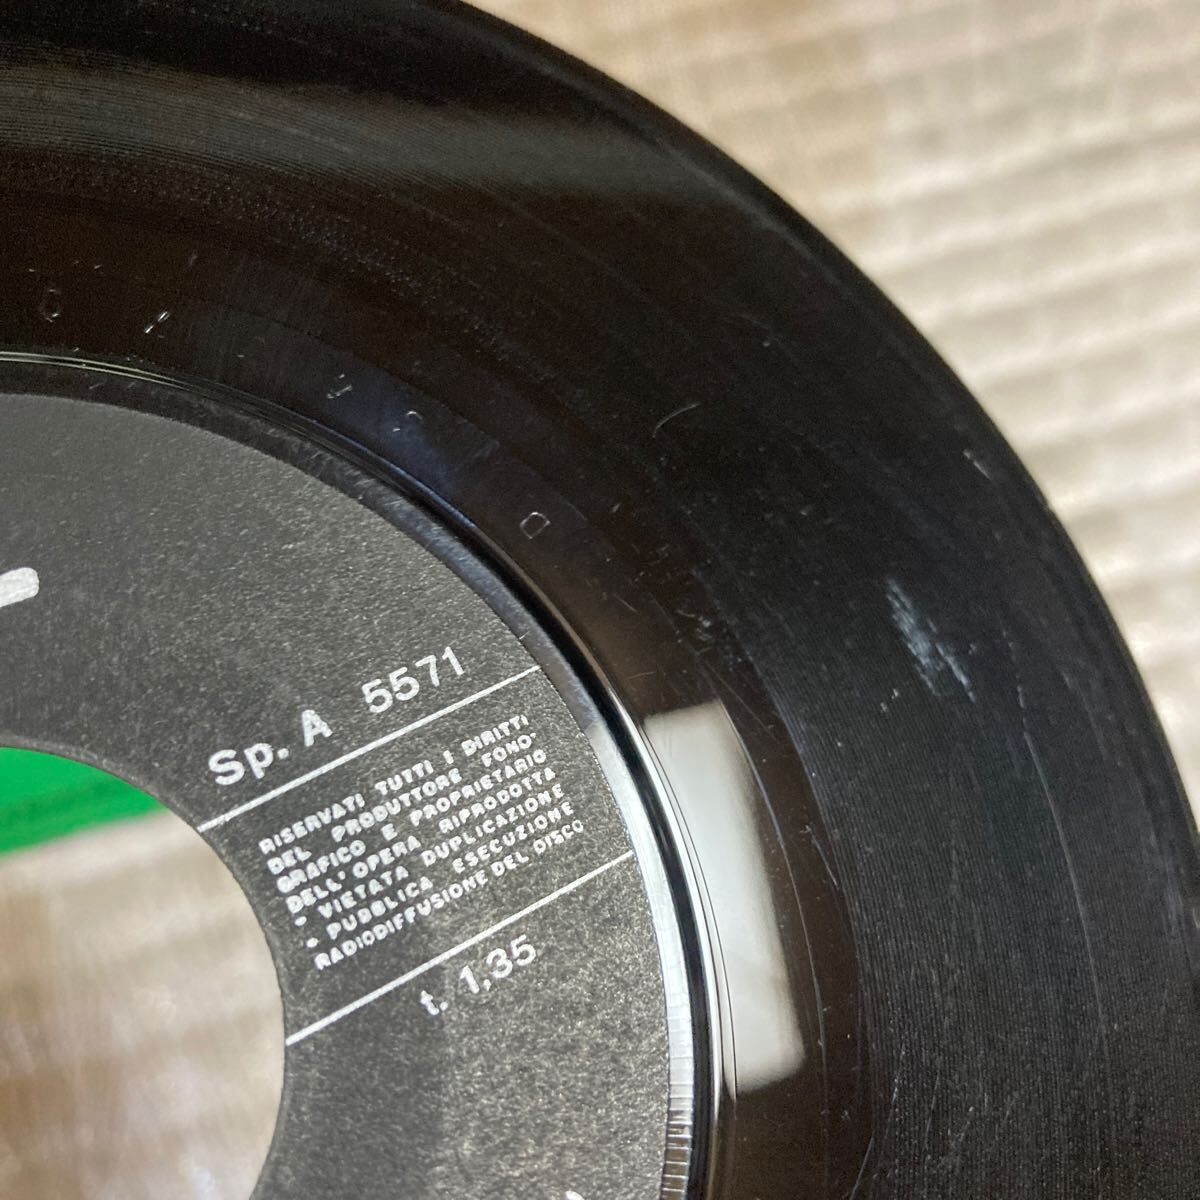 Sp. A 5571
RISERVATI TUTTI I DIRITTI
DEL PRODUTTORE FONO-
GRAFICO E PROPRIETARIO
DELL'OPERA RIPRODOTTA
- VIETATA DUPLICAZIONE
- PUBBLICA ESECUZIONE
RADIODIFFUSIONE DEL DISCO
t. 1,35